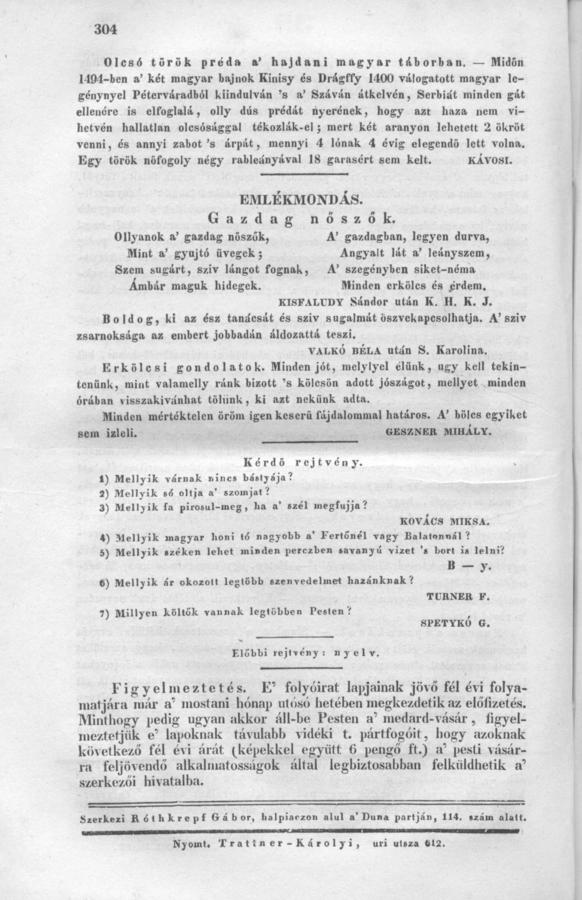 304
Olcsó török préda a' hajdani magyar táborban. — Midőn
1494-ben a' két magyar bajnok Kinisy és Drágffy 1400 válogatott magyar le-
génynyel Péterváradból kiindulván 's a' Száván átkelvén, Serbiát minden gát
ellenére is elfoglalá, olly dús prédát nyerének, hogy azt haza nem vi-
hetvén hallatlan olcsósággal tékozlák-el; mert két aranyon lehetett 2 ökröt
venni, és annyi zabot 's árpát, mennyi 4 lónak 4 évig elegendő lett volna.
Egy török nőfogoly négy rableányával 18 garasért sem kelt. KÁVOSI.
EMLÉKMONDÁS.
Gazdag nőszők.
Ollyanok a' gazdag nőszők,
Mint a' gyujtó üvegek;
Szem sugárt, sziv lángot fognak,
Ámbár maguk hidegek.
A' gazdagban, legyen durva,
Angyalt lát a' leányszem,
A' szegényben siket-néma
Minden erkölcs és érdem.
KISFALUDY Sándor után K. H. K. J.
Boldog, ki az ész tanácsát és sziv sugalmát öszvekapcsolhatja. A' sziv
zsarnoksága az embert jobbadán áldozattá teszi.
VALKÓ BÉLA után S. Karolina.
Erkölcsi gondolatok. Minden jót, melylyel élünk, ugy kell tekin-
tenünk, mint valamelly ránk bizott 's kölcsön adott jószágot, mellyet minden
órában visszakivánhat tőlünk, ki azt nekünk adta.
Minden mértéktelen öröm igen keserü fájdalommal határos. A' bölcs egyiket
sem izleli. GESZNER MIHÁLY.
Kérdő rejtvény.
1) Mellyik várnak nincs bástyája?
2) Mellyik só oltja a' szomjat?
3) Mellyik fa pirosul-meg, ha a' szél megfujja?
KOVÁCS MIKSA.
4) Mellyik magyar honi tó nagyobb a' Fertőnél vagy Balatonnál?
5) Mellyik széken lehet minden perczben savanyú vizet 's bort is lelni?
B — y.
6) Mellyik ár okozott legtöbb szenvedelmet hazánknak?
TURNER F.
7) Millyen költők vannak legtöbben Pesten?
SPETYKÓ G.
Előbbi rejtvény: nyelv.
Figyelmeztetés. E' folyóirat lapjainak jövő fél évi folya-
matjára már a' mostani hónap utósó hetében megkezdetik az előfizetés.
Minthogy pedig ugyan akkor áll-be Pesten a' medard-vásár, figyel-
meztetjük e' lapoknak távulabb vidéki t. pártfogóit, hogy azoknak
következő fél évi árát (képekkel együtt 6 pengő ft.) a' pesti vásár-
ra feljövendő alkalmatosságok által legbiztosabban felküldhetik a'
szerkezői hivatalba.
Szerkezi Róthkrepf Gábor, halpiaczon alul a' Duna partján, 114. szám alatt.
Nyomt. Trattner-Károlyi, uri utsza 612.